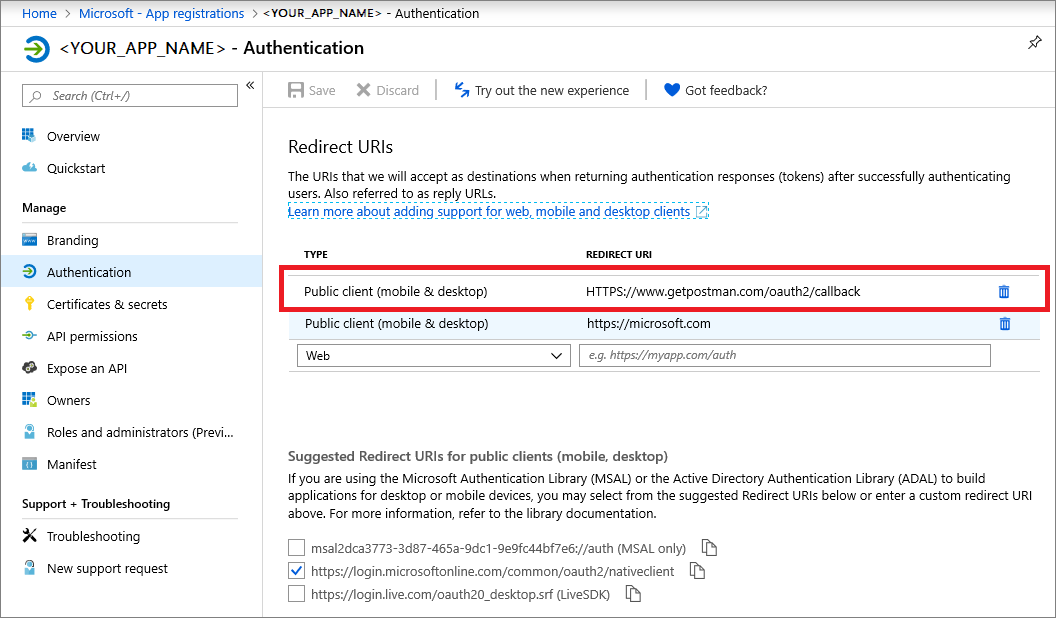 Home > Microsoft - App registrations > <YOUR_APP_NAME> - Authentication
<YOUR_APP_NAME> - Authentication
Search (Ctrl+/)
«
Overview
Quickstart
Manage
Branding
Authentication
Certificates & secrets
API permissions
Expose an API
Owners
Roles and administrators (Previ...
Manifest
Support + Troubleshooting
Troubleshooting
New support request
Save
Discard
Try out the new experience
Got feedback?
Redirect URIs
The URIs that we will accept as destinations when returning authentication responses (tokens) after successfully authenticating
users. Also referred to as reply URLs.
Learn more about adding support for web, mobile and desktop clients
TYPE REDIRECT URI
Public client (mobile & desktop) HTTPS://www.getpostman.com/oauth2/callback
Public client (mobile & desktop) https://microsoft.com
Web e.g. https://myapp.com/auth
Suggested Redirect URIs for public clients (mobile, desktop)
If you are using the Microsoft Authentication Library (MSAL) or the Active Directory Authentication Library (ADAL) to build
applications for desktop or mobile devices, you may select from the suggested Redirect URIs below or enter a custom redirect URI
above. For more information, refer to the library documentation.
msal2dca3773-3d87-465a-9dc1-9e9fc44bf7e6://auth (MSAL only)
https://login.microsoftonline.com/common/oauth2/nativeclient
https://login.live.com/oauth20_desktop.srf (LiveSDK)